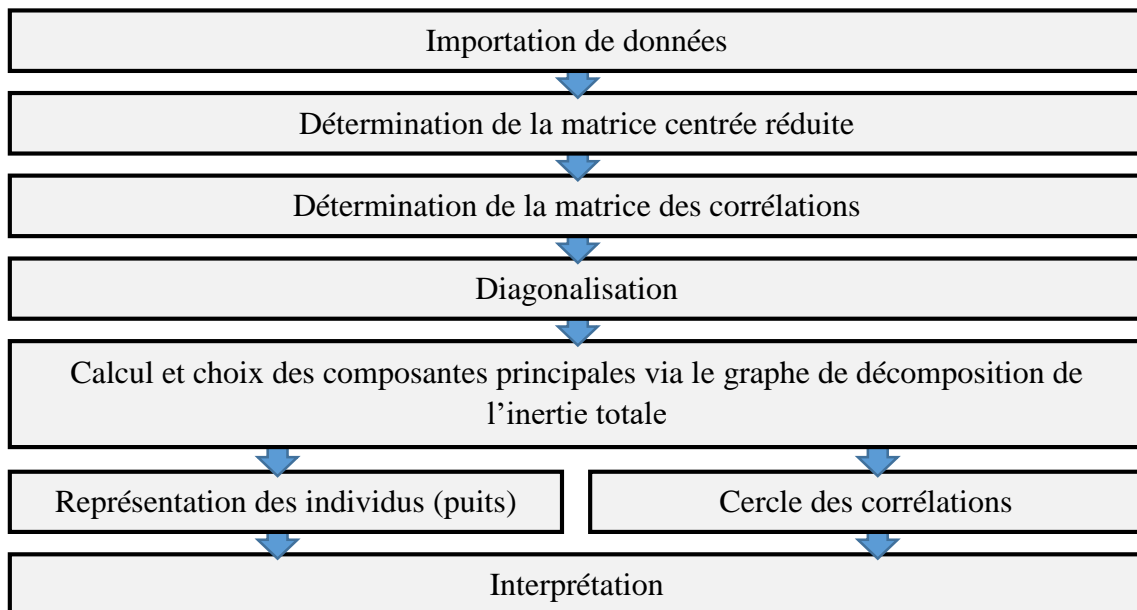 Importation de données
Détermination de la matrice centrée réduite
Détermination de la matrice des corrélations
Diagonalisation
Calcul et choix des composantes principales via le graphe de décomposition de
l’inertie totale
Représentation des individus (puits)
Cercle des corrélations
Interprétation